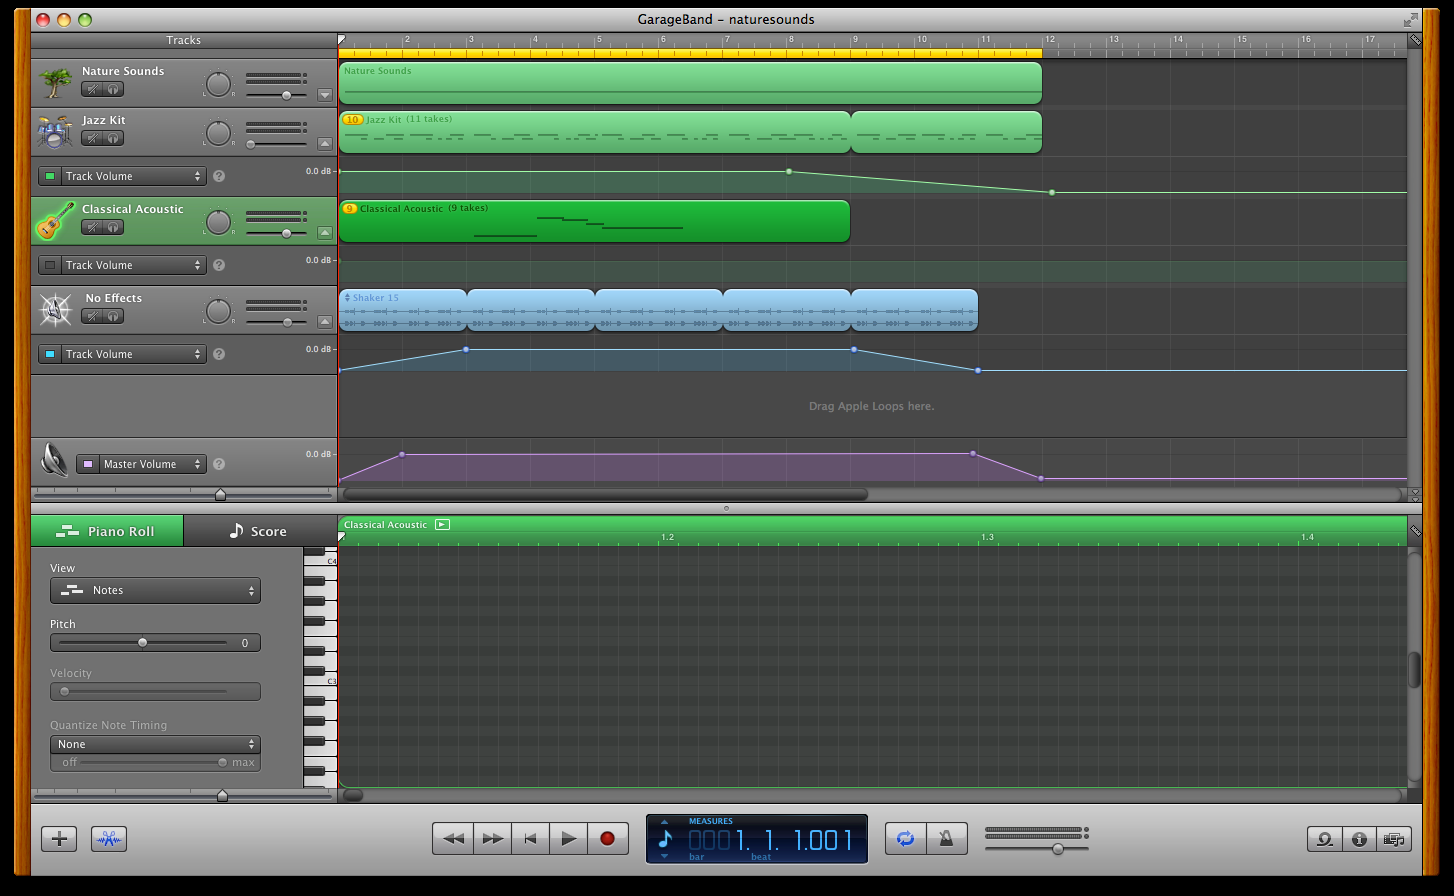 GarageBand – naturesounds
Tracks
2 3 4 5 6 7 8 9 10 11 12 13 14 15 16 17
Nature Sounds
L R
Nature Sounds
Jazz Kit
L R
10 Jazz Kit (11 takes)
Track Volume ? 0.0 dB
Classical Acoustic
L R
9 Classical Acoustic (9 takes)
Track Volume ? 0.0 dB
No Effects
L R
Shaker 15
Track Volume ? 0.0 dB
Drag Apple Loops here.
Master Volume ? 0.0 dB
Piano Roll
Score
Classical Acoustic
1.2 1.3 1.4
View
Notes
Pitch
0
Velocity
Quantize Note Timing
None
off max
C4
C3
MEASURES
0001. 1. 1.001
bar beat